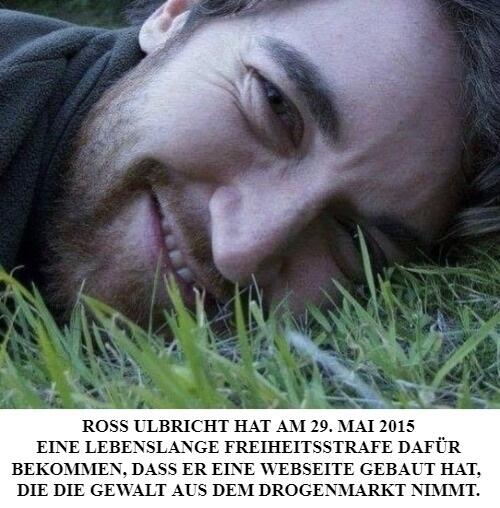 ROSS ULBRICHT HAT AM 29. MAI 2015
EINE LEBENSLANGE FREIHEITSSTRAFE DAFÜR
BEKOMMEN, DASS ER EINE WEBSEITE GEBAUT HAT,
DIE DIE GEWALT AUS DEM DROGENMARKT NIMMT.